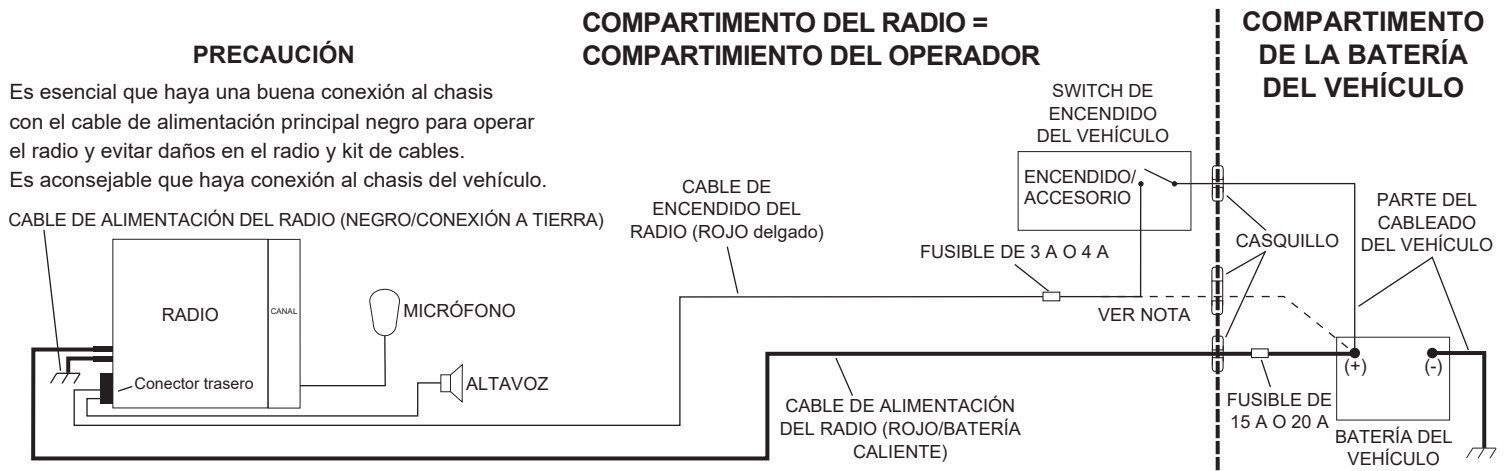 PRECAUCIÓN
Es esencial que haya una buena conexión al chasis
con el cable de alimentación principal negro para operar
el radio y evitar daños en el radio y kit de cables.
Es aconsejable que haya conexión al chasis del vehículo.
CABLE DE ALIMENTACIÓN DEL RADIO (NEGRO/CONEXIÓN A TIERRA)
RADIO
CANAL
Conector trasero
MICRÓFONO
ALTAVOZ
COMPARTIMENTO DEL RADIO =
COMPARTIMIENTO DEL OPERADOR
CABLE DE
ENCENDIDO DEL
RADIO (ROJO delgado)
SWITCH DE
ENCENDIDO
DEL VEHÍCULO
ENCENDIDO/
ACCESORIO
FUSIBLE DE 3 A O 4 A
VER NOTA
CABLE DE ALIMENTACIÓN
DEL RADIO (ROJO/BATERÍA
CALIENTE)
COMPARTIMENTO
DE LA BATERÍA
DEL VEHÍCULO
CASQUILLO
PARTE DEL
CABLEADO
DEL VEHÍCULO
(+)
(-)
FUSIBLE DE
15 A O 20 A
BATERÍA DEL
VEHÍCULO